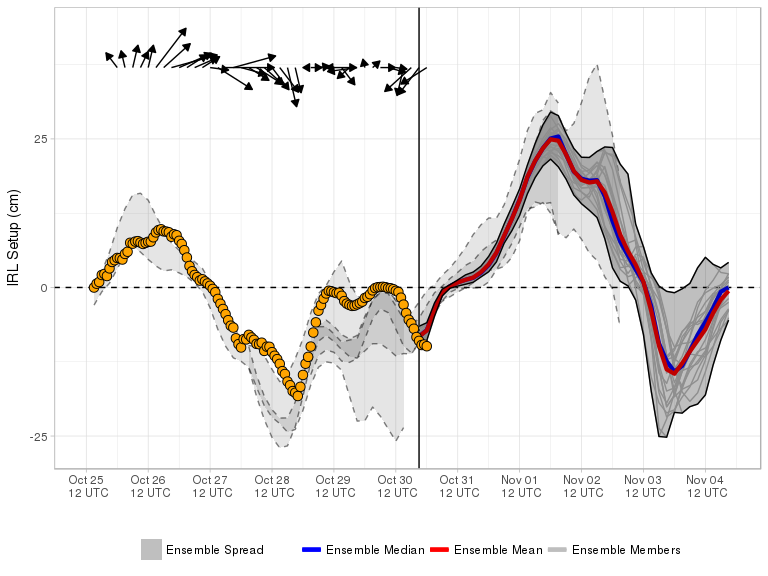 IRL Setup (cm)
25
0
-25
Oct 25 Oct 26 Oct 27 Oct 28 Oct 29 Oct 30 Oct 31 Nov 01 Nov 02 Nov 03 Nov 04
12 UTC 12 UTC 12 UTC 12 UTC 12 UTC 12 UTC 12 UTC 12 UTC 12 UTC 12 UTC 12 UTC
Ensemble Spread Ensemble Median Ensemble Mean Ensemble Members